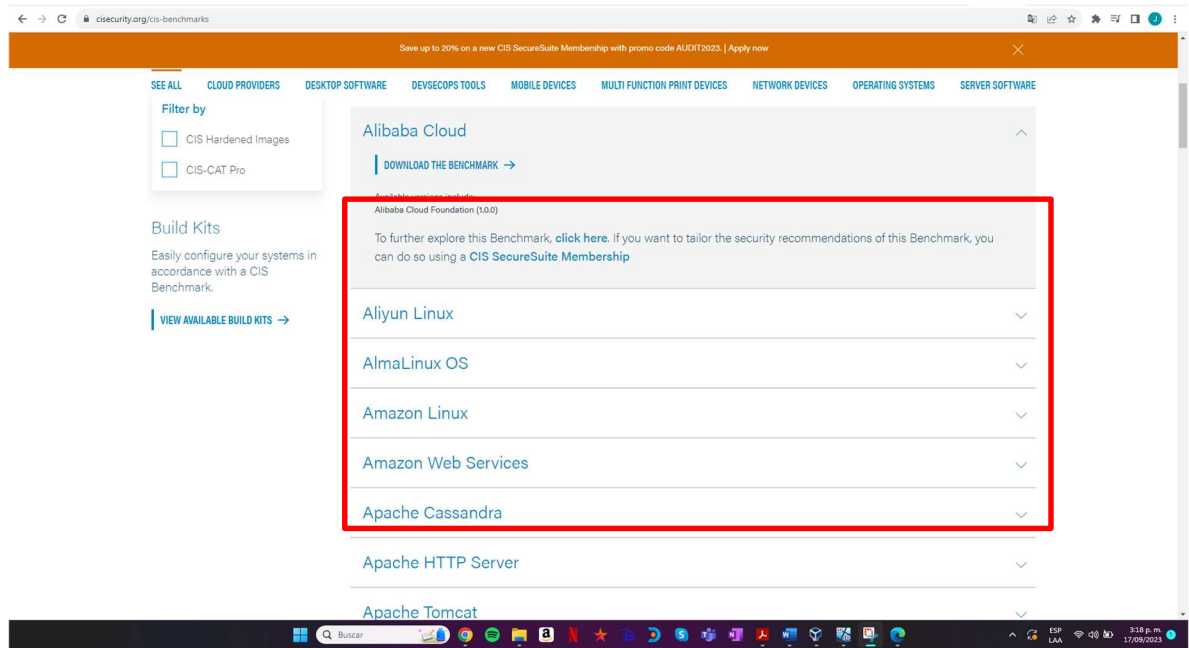 cisecurity.org/cis-benchmarks
Save up to 20% on a new CIS SecureSuite Membership with promo code AUDIT2023. | Apply now
SEE ALL CLOUD PROVIDERS DESKTOP SOFTWARE DEVSECOPS TOOLS MOBILE DEVICES MULTI FUNCTION PRINT DEVICES NETWORK DEVICES OPERATING SYSTEMS SERVER SOFTWARE
Filter by
CIS Hardened Images
CIS-CAT Pro
Build Kits
Easily configure your systems in
accordance with a CIS
Benchmark.
VIEW AVAILABLE BUILD KITS →
Alibaba Cloud
DOWNLOAD THE BENCHMARK →
Available versions include:
Alibaba Cloud Foundation (1.0.0)
To further explore this Benchmark, click here. If you want to tailor the security recommendations of this Benchmark, you
can do so using a CIS SecureSuite Membership
Aliyun Linux
AlmaLinux OS
Amazon Linux
Amazon Web Services
Apache Cassandra
Apache HTTP Server
Apache Tomcat
Buscar
ESP
LAA
3:18 p. m.
17/09/2023